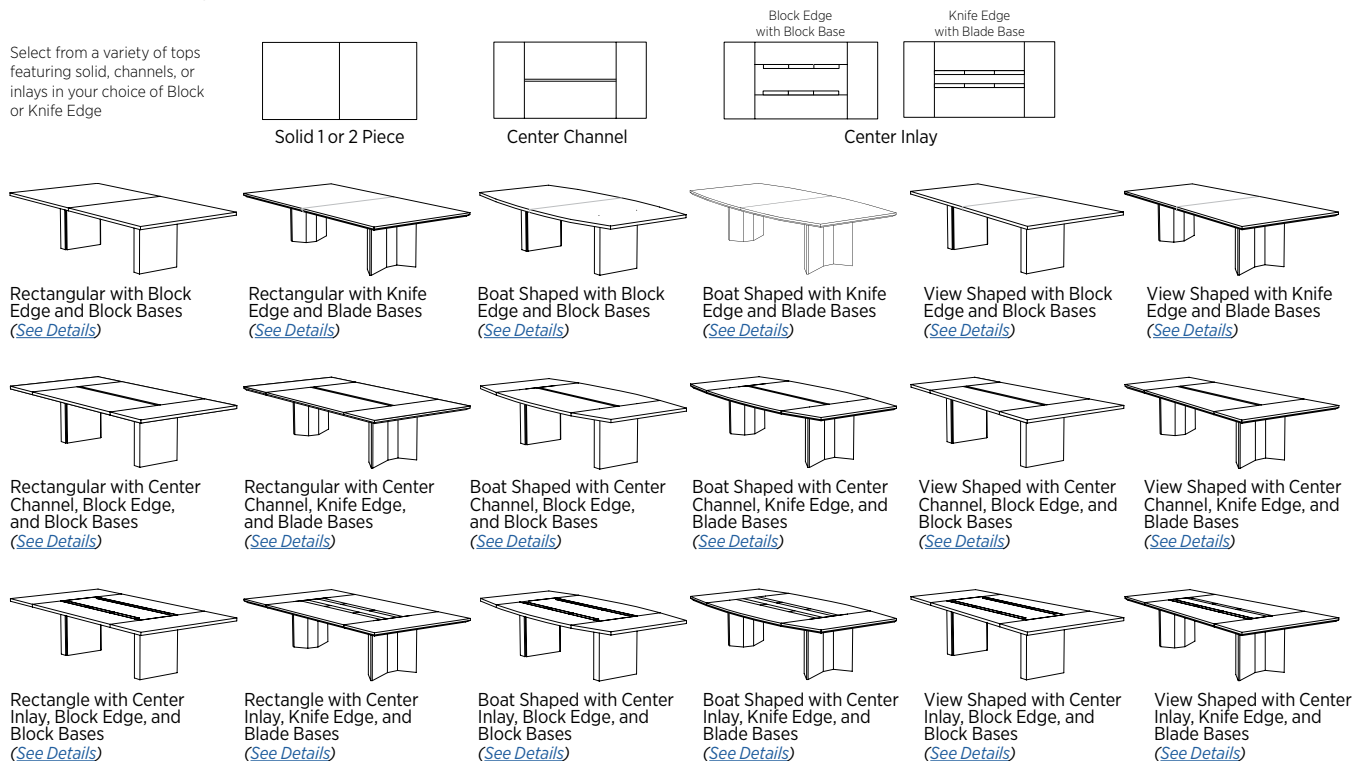 Select from a variety of tops
featuring solid, channels, or
inlays in your choice of Block
or Knife Edge
Solid 1 or 2 Piece
Center Channel
Block Edge
with Block Base
Knife Edge
with Blade Base
Center Inlay
Rectangular with Block
Edge and Block Bases
(See Details)
Rectangular with Knife
Edge and Blade Bases
(See Details)
Boat Shaped with Block
Edge and Block Bases
(See Details)
Boat Shaped with Knife
Edge and Blade Bases
(See Details)
View Shaped with Block
Edge and Block Bases
(See Details)
View Shaped with Knife
Edge and Blade Bases
(See Details)
Rectangular with Center
Channel, Block Edge,
and Block Bases
(See Details)
Rectangular with Center
Channel, Knife Edge,
and Blade Bases
(See Details)
Boat Shaped with Center
Channel, Block Edge,
and Block Bases
(See Details)
Boat Shaped with Center
Channel, Knife Edge, and
Blade Bases
(See Details)
View Shaped with Center
Channel, Block Edge, and
Block Bases
(See Details)
View Shaped with Center
Channel, Knife Edge, and
Blade Bases
(See Details)
Rectangle with Center
Inlay, Block Edge, and
Block Bases
(See Details)
Rectangle with Center
Inlay, Knife Edge, and
Blade Bases
(See Details)
Boat Shaped with Center
Inlay, Block Edge, and
Block Bases
(See Details)
Boat Shaped with Center
Inlay, Knife Edge, and
Blade Bases
(See Details)
View Shaped with Center
Inlay, Block Edge, and
Block Bases
(See Details)
View Shaped with Center
Inlay, Knife Edge, and
Blade Bases
(See Details)